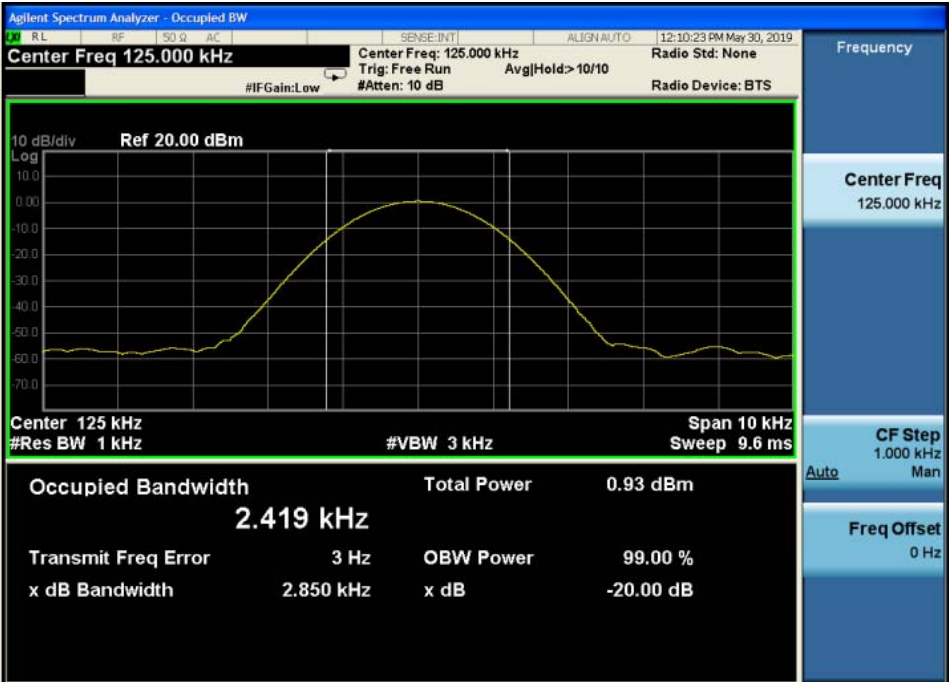 Agilent Spectrum Analyzer - Occupied BW
LXI RL RF 50 Ω AC SENSE:INT ALIGN AUTO 12:10:23 PM May 30, 2019
Center Freq 125.000 kHz
Center Freq: 125.000 kHz Radio Std: None
Trig: Free Run Avg|Hold:>10/10
#IFGain:Low #Atten: 10 dB Radio Device: BTS
10 dB/div Ref 20.00 dBm
Log
10.0
0.00
-10.0
-20.0
-30.0
-40.0
-50.0
-60.0
-70.0
Center 125 kHz Span 10 kHz
#Res BW 1 kHz #VBW 3 kHz Sweep 9.6 ms
Occupied Bandwidth Total Power 0.93 dBm
2.419 kHz
Transmit Freq Error 3 Hz OBW Power 99.00 %
x dB Bandwidth 2.850 kHz x dB -20.00 dB
Frequency
Center Freq
125.000 kHz
CF Step
1.000 kHz
Auto Man
Freq Offset
0 Hz